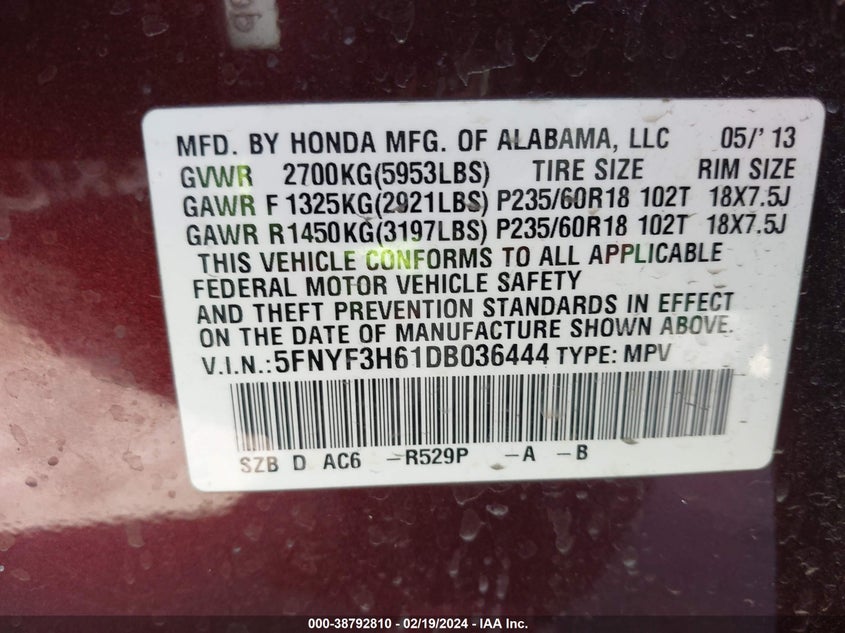 MFD. BY HONDA MFG. OF ALABAMA, LLC 05/' 13
GVWR 2700KG(5953LBS) TIRE SIZE RIM SIZE
GAWR F 1325KG(2921LBS) P235/60R18 102T 18X7.5J
GAWR R1450KG(3197LBS) P235/60R18 102T 18X7.5J
THIS VEHICLE CONFORMS TO ALL APPLICABLE
FEDERAL MOTOR VEHICLE SAFETY
AND THEFT PREVENTION STANDARDS IN EFFECT
ON THE DATE OF MANUFACTURE SHOWN ABOVE.
V.I.N.:5FNYF3H61DB036444 TYPE: MPV
SZB D AC6 –R529P –A –B
000-38792810 - 02/19/2024 - IAA Inc.